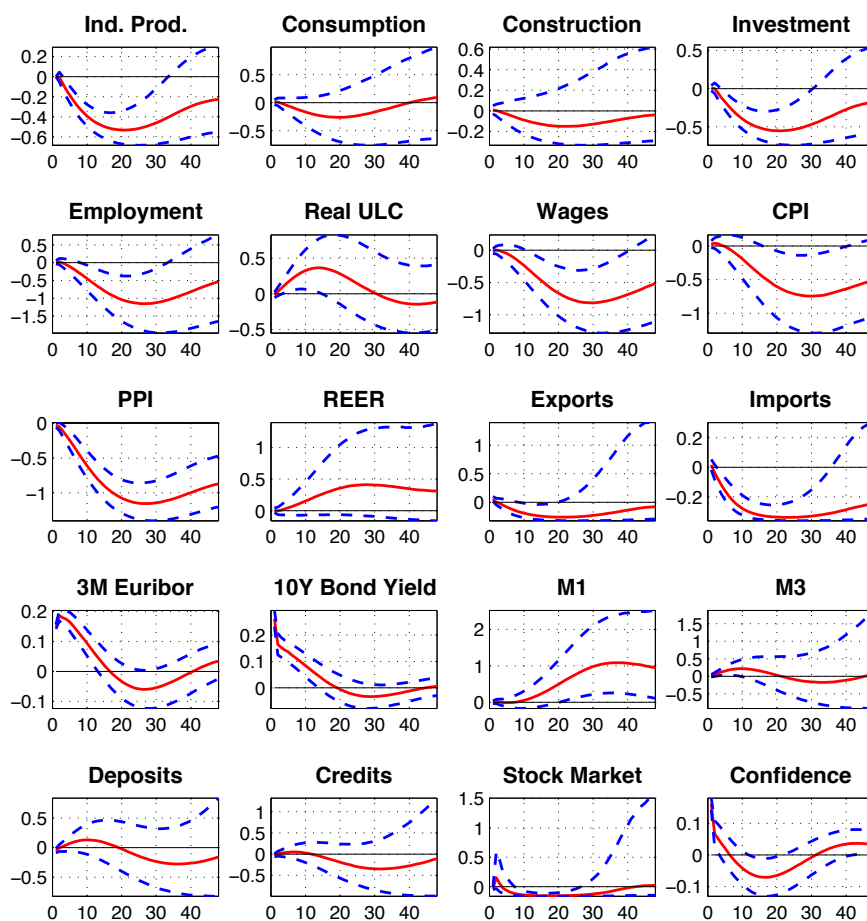 Ind. Prod. Consumption Construction Investment
0.2
0
−0.2
−0.4
−0.6
0 10 20 30 40
0.5
0
−0.5
0 10 20 30 40
0.6
0.4
0.2
0
−0.2
0 10 20 30 40
0.5
0
−0.5
0 10 20 30 40
Employment Real ULC Wages CPI
0.5
0
−0.5
−1
−1.5
0 10 20 30 40
0.5
0
−0.5
0 10 20 30 40
0
−0.5
−1
0 10 20 30 40
0
−0.5
−1
0 10 20 30 40
PPI REER Exports Imports
0
−0.5
−1
0 10 20 30 40
1
0.5
0
0 10 20 30 40
1
0.5
0
0 10 20 30 40
0.2
0
−0.2
0 10 20 30 40
3M Euribor 10Y Bond Yield M1 M3
0.2
0.1
0
−0.1
0 10 20 30 40
0.2
0.1
0
0 10 20 30 40
2
1
0
0 10 20 30 40
1.5
1
0.5
0
−0.5
0 10 20 30 40
Deposits Credits Stock Market Confidence
0.5
0
−0.5
0 10 20 30 40
1
0.5
0
−0.5
0 10 20 30 40
1.5
1
0.5
0
0 10 20 30 40
0.1
0
−0.1
0 10 20 30 40